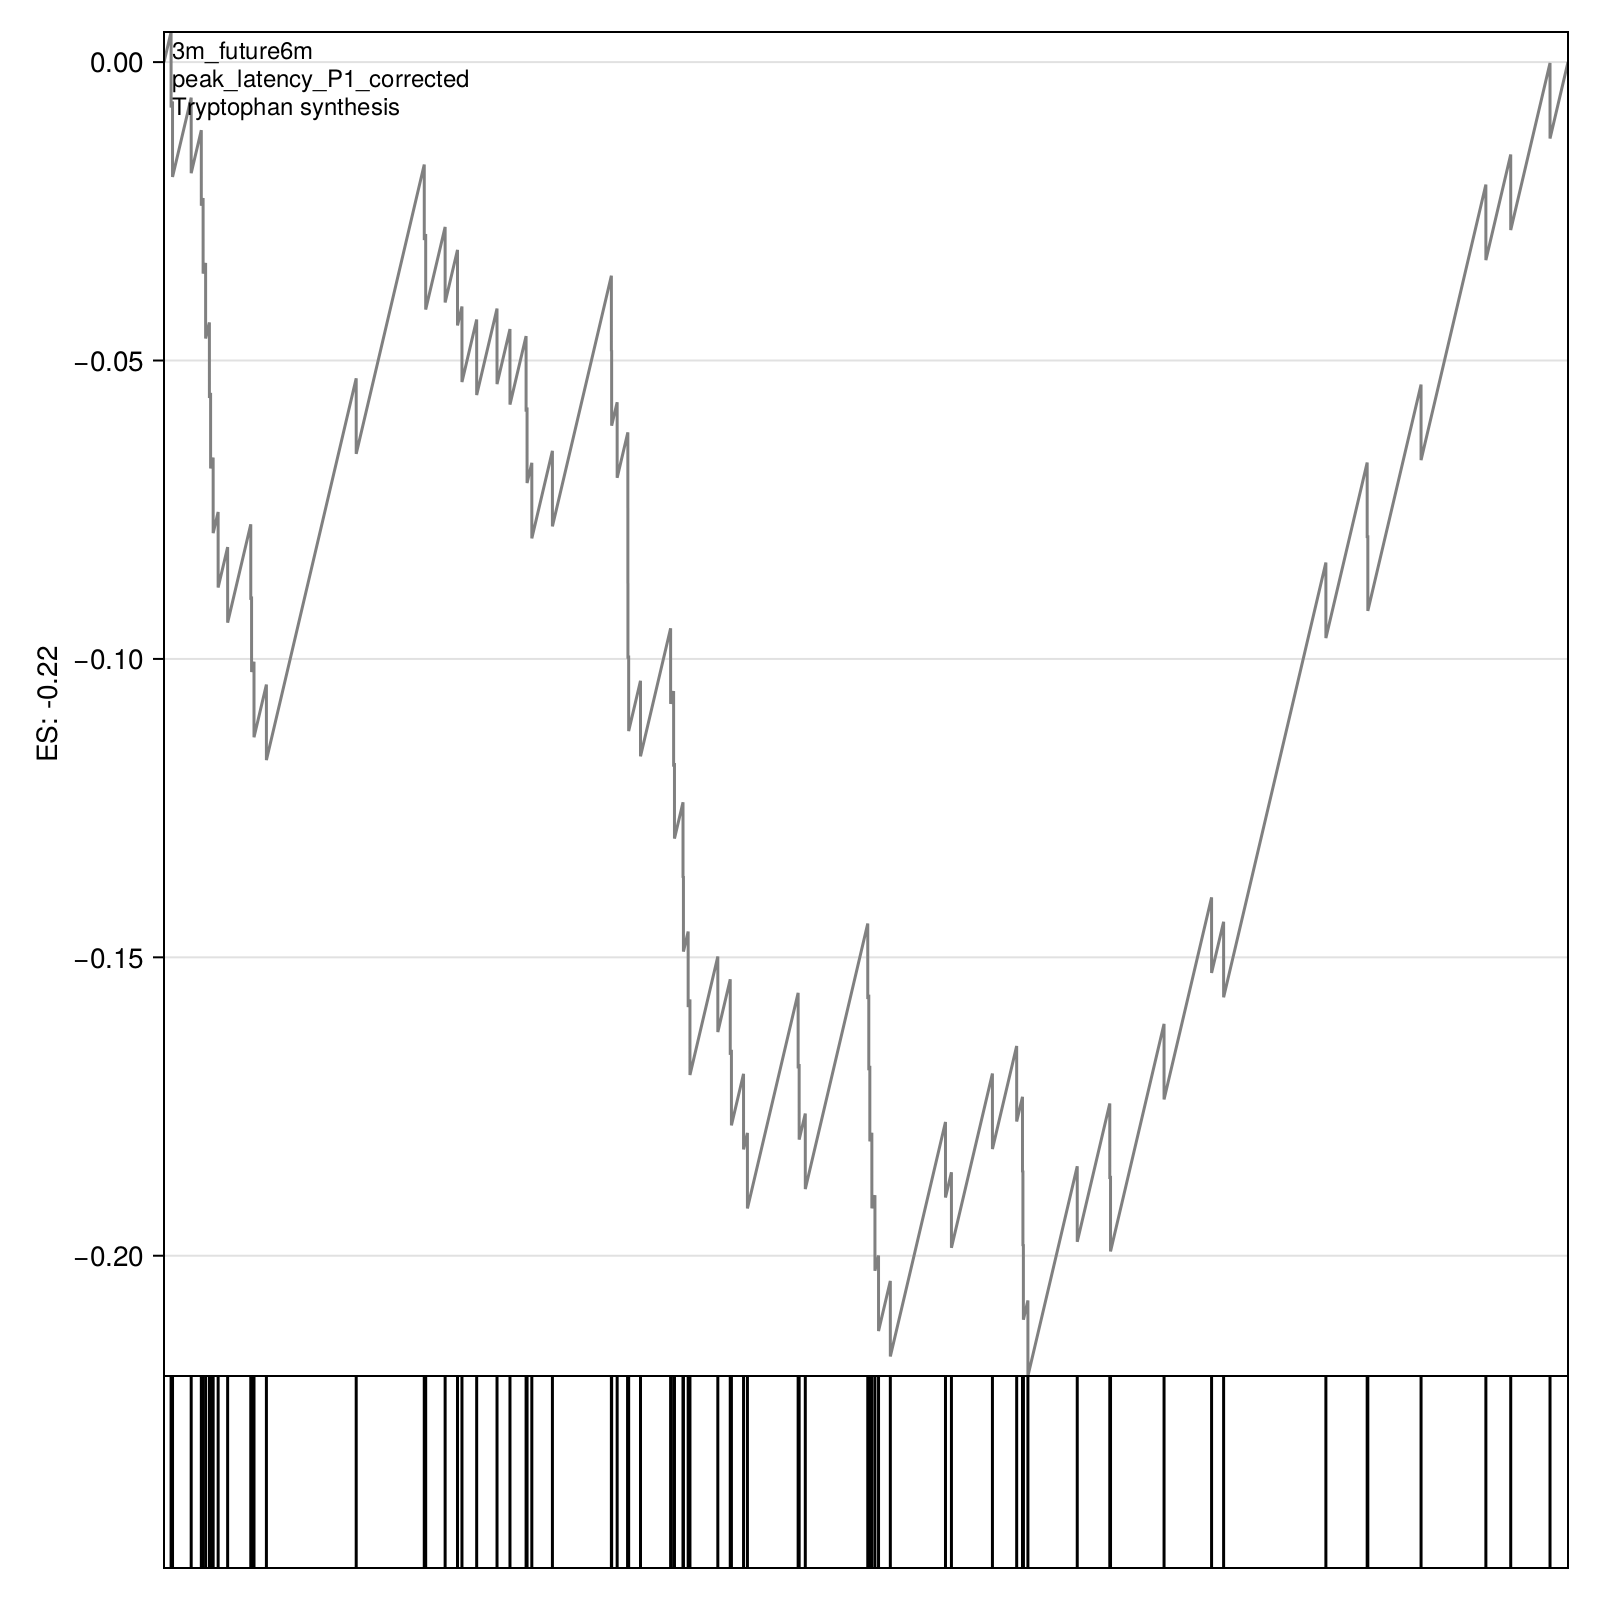 3m_future6m
peak_latency_P1_corrected
Tryptophan synthesis
0.00
−0.05
−0.10
−0.15
−0.20
ES: -0.22